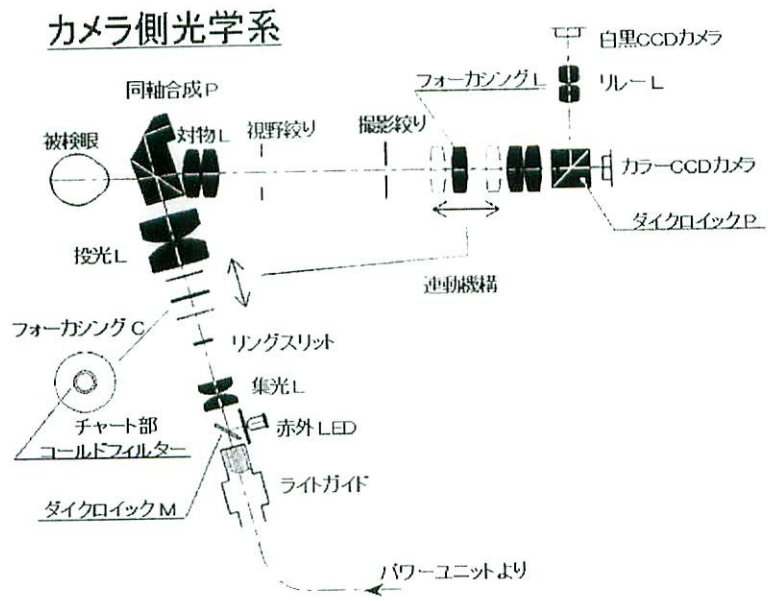 カメラ側光学系
白黒CCDカメラ
フォーカシングL
リレーL
同軸合成P
対物L
視野絞り
撮影絞り
被検眼
カラーCCDカメラ
ダイクロイックP
投光L
連動機構
フォーカシングC
リングスリット
集光L
チャート部
コールドフィルター
赤外LED
ダイクロイックM
ライトガイド
パワーユニットより